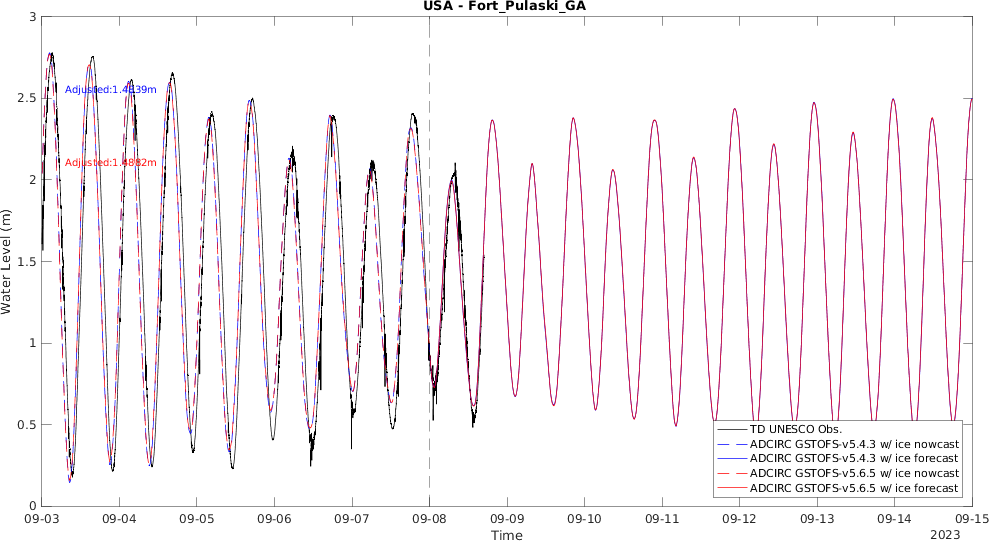 USA - Fort_Pulaski_GA
3
2.5
2
1.5
1
0.5
0
Water Level (m)
Adjusted:1.4839m
Adjusted:1.4882m
TD UNESCO Obs.
ADCIRC GSTOFS-v5.4.3 w/ ice nowcast
ADCIRC GSTOFS-v5.4.3 w/ ice forecast
ADCIRC GSTOFS-v5.6.5 w/ ice nowcast
ADCIRC GSTOFS-v5.6.5 w/ ice forecast
09-03 09-04 09-05 09-06 09-07 09-08 09-09 09-10 09-11 09-12 09-13 09-14 09-15
Time
2023